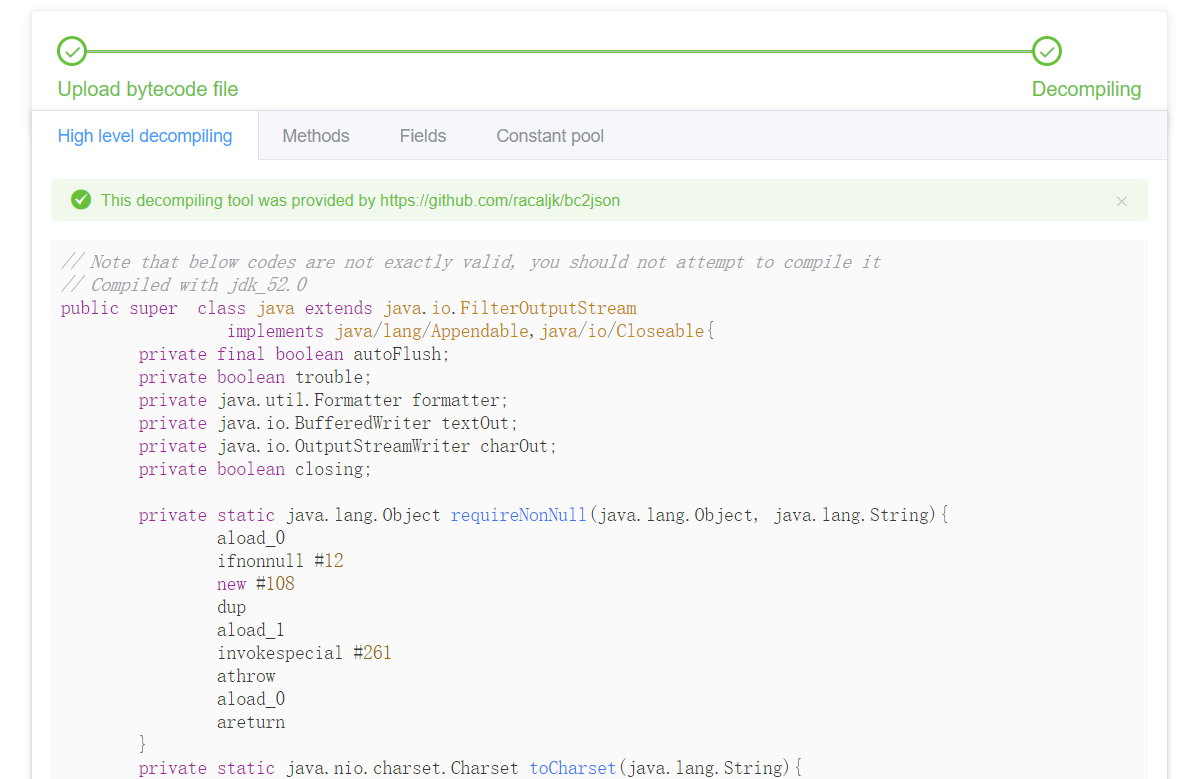 Upload bytecode file
Decompiling
High level decompiling Methods Fields Constant pool
This decompiling tool was provided by https://github.com/racaljk/bc2json
// Note that below codes are not exactly valid, you should not attempt to compile it
// Compiled with jdk_52.0
public super  class java extends java.io.FilterOutputStream
implements java/lang/Appendable,java/io/Closeable{
private final boolean autoFlush;
private boolean trouble;
private java.util.Formatter formatter;
private java.io.BufferedWriter textOut;
private java.io.OutputStreamWriter charOut;
private boolean closing;
private static java.lang.Object requireNonNull(java.lang.Object, java.lang.String){
aload_0
ifnonnull #12
new #108
dup
aload_1
invokespecial #261
athrow
aload_0
areturn
}
private static java.nio.charset.Charset toCharset(java.lang.String){